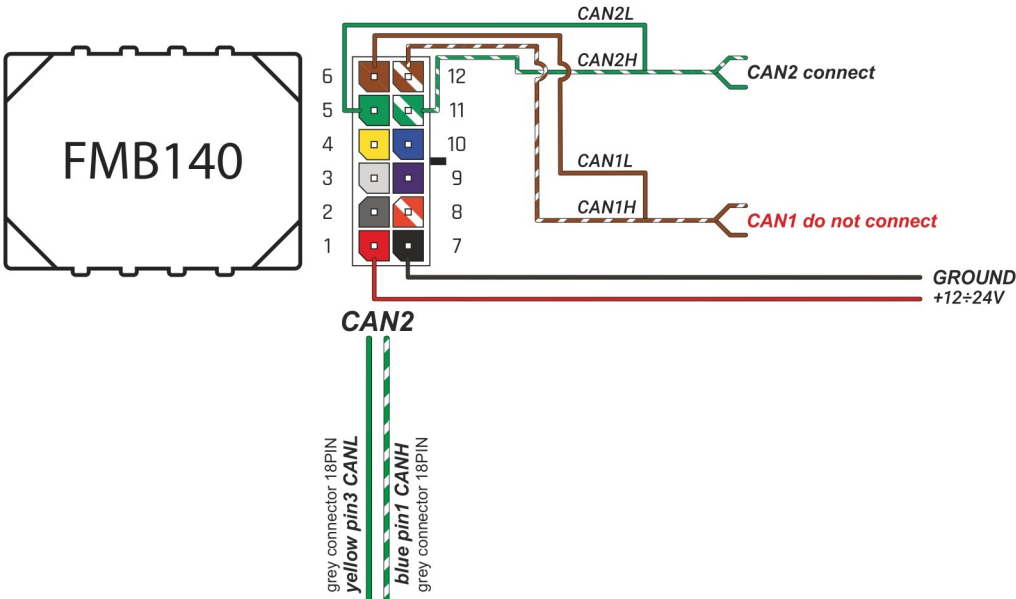 CAN2L
CAN2H
CAN2 connect
FMB140
6
12
5
11
4
10
3
9
2
8
1
7
CAN1L
CAN1H
CAN1 do not connect
GROUND
+12÷24V
CAN2
grey connector 18PIN
yellow pin3 CANL
blue pin1 CANH
grey connector 18PIN